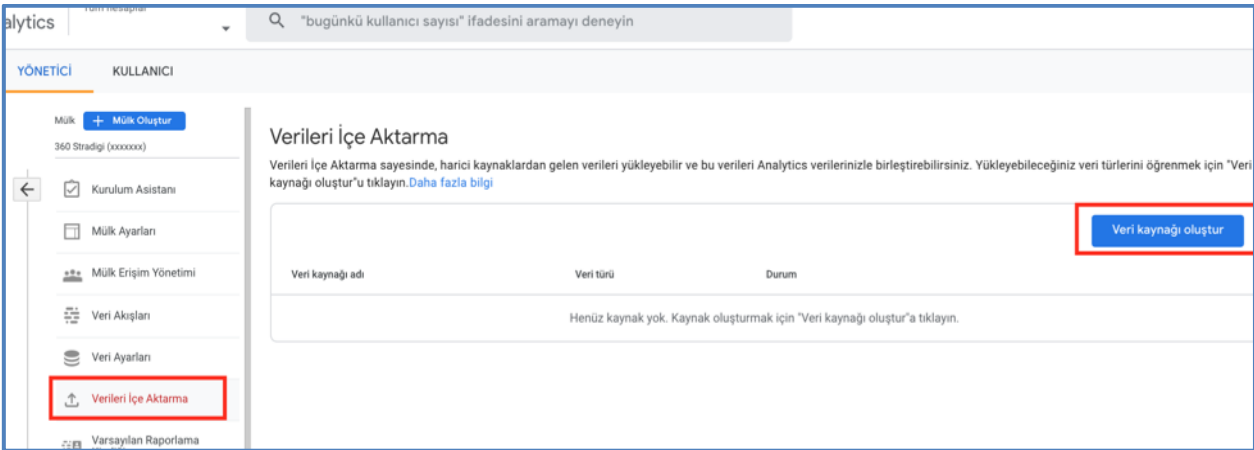 alytics
Tüm hesaplar
"bugünkü kullanıcı sayısı" ifadesini aramayı deneyin
YÖNETİCİ KULLANICI
Mülk + Mülk Oluştur
360 Stradigi (xxxxxxx)
Kurulum Asistanı
Mülk Ayarları
Mülk Erişim Yönetimi
Veri Akışları
Veri Ayarları
Verileri İçe Aktarma
Varsayılan Raporlama
Verileri İçe Aktarma
Verileri İçe Aktarma sayesinde, harici kaynaklardan gelen verileri yükleyebilir ve bu verileri Analytics verilerinizle birleştirebilirsiniz. Yükleyebileceğiniz veri türlerini öğrenmek için "Veri
kaynağı oluştur"u tıklayın.Daha fazla bilgi
Veri kaynağı oluştur
Veri kaynağı adı Veri türü Durum
Henüz kaynak yok. Kaynak oluşturmak için "Veri kaynağı oluştur"a tıklayın.